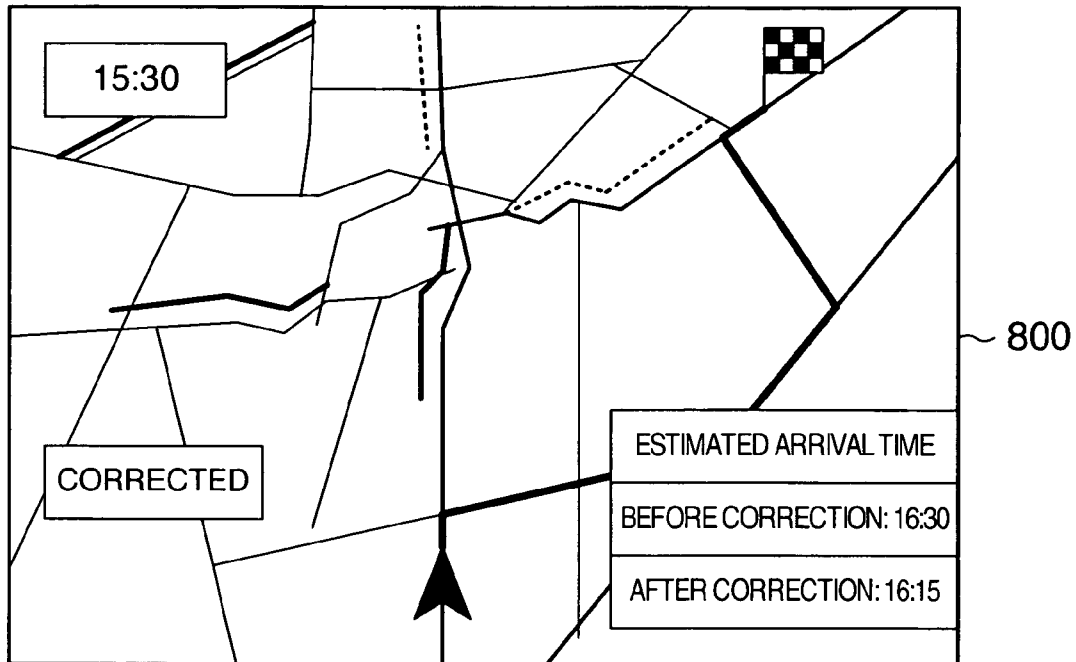 15:30
800
CORRECTED
ESTIMATED ARRIVAL TIME
BEFORE CORRECTION: 16:30
AFTER CORRECTION: 16:15